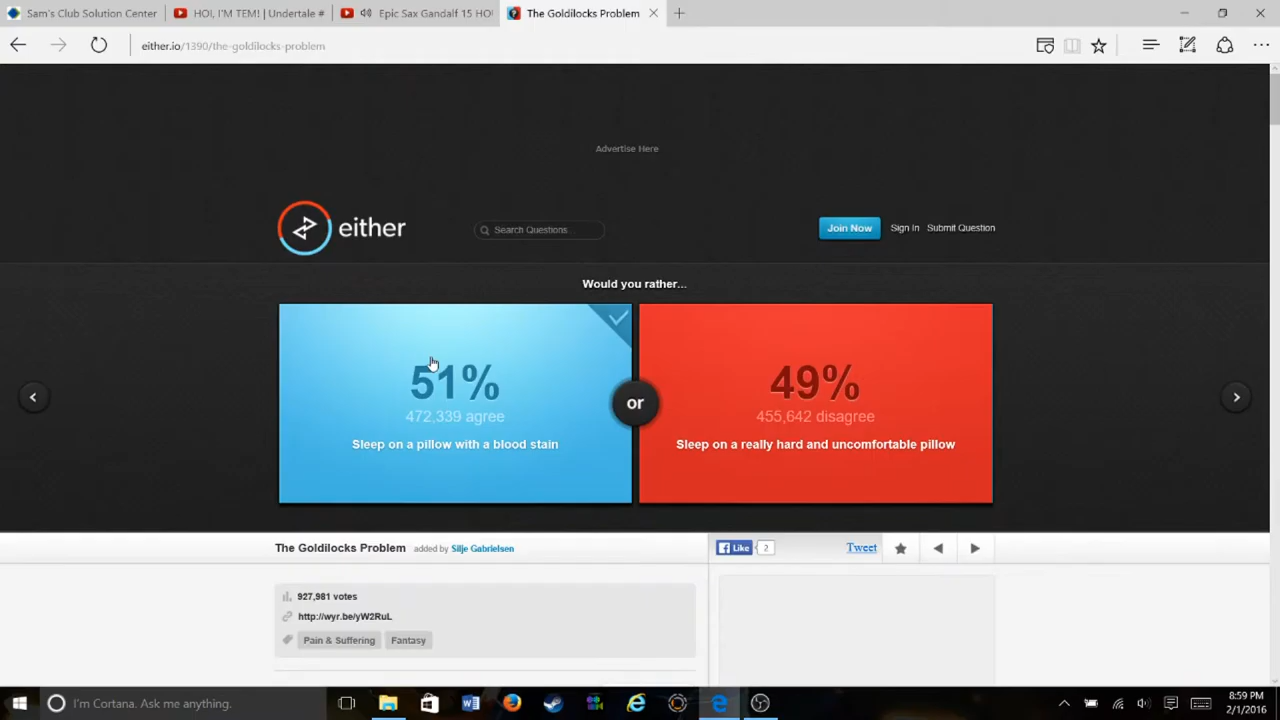 Sam's Club Solution Center
HOI, I'M TEM! | Undertale #
Epic Sax Gandalf 15 HOI
The Goldilocks Problem
either.io/1390/the-goldilocks-problem
Advertise Here
either
Search Questions...
Join Now
Sign In
Submit Question
Would you rather...
51%
472,339 agree
Sleep on a pillow with a blood stain
or
49%
455,642 disagree
Sleep on a really hard and uncomfortable pillow
The Goldilocks Problem added by Silje Gabrielsen
Like 2
Tweet
927,981 votes
http://wyr.be/yW2RuL
Pain & Suffering
Fantasy
I'm Cortana. Ask me anything.
8:59 PM
2/1/2016